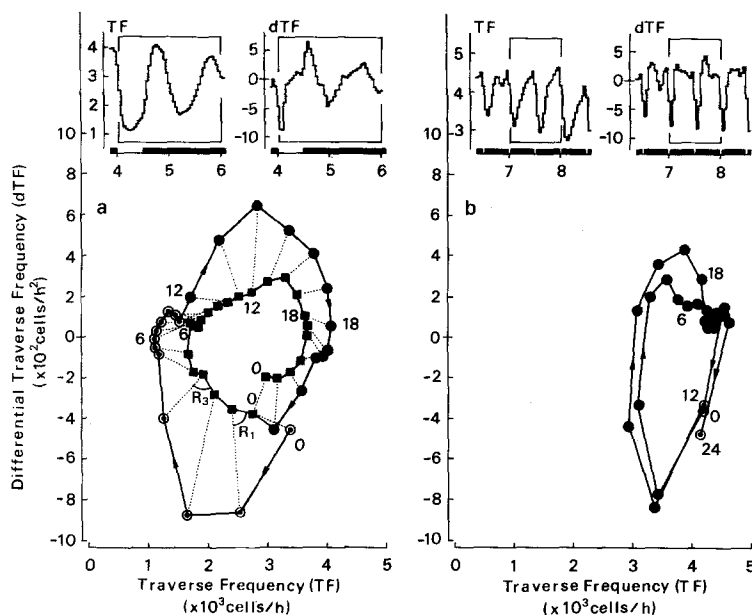 TF
dTF
TF
dTF
4
3
2
1
5
0
-5
-10
5
4
3
5
0
-5
-10
4 5 6
4 5 6
7 8
7 8
10
8
6
4
2
0
-2
-4
-6
-8
-10
10
8
6
4
2
0
-2
-4
-6
-8
-10
a
b
12
12
6
6
18
18
0
0
0
R3
R1
18
6
12
0
24
0 1 2 3 4 5
0 1 2 3 4 5
Differential Traverse Frequency (dTF)
(x10²cells/h²)
Traverse Frequency (TF)
(x10³cells/h)
Traverse Frequency (TF)
(x10³cells/h)